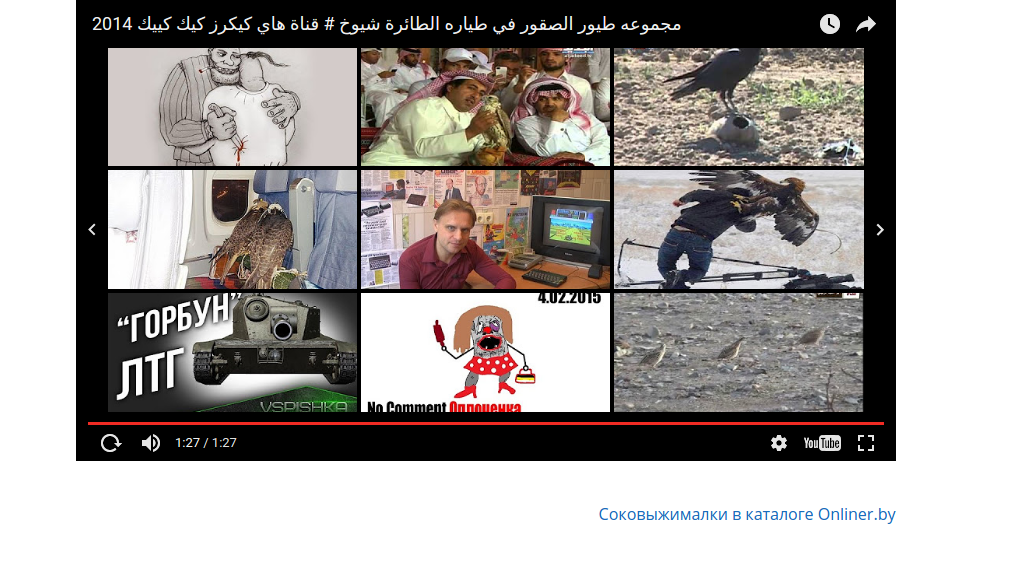 مجموعه طيور الصقور في طياره الطائرة شيوخ # قناة هاي كيكرز كيك كييك 2014
“ГОРБУН”
ЛТГ
VSPISHKA
4.02.2015
No Comment Оплоценка
1:27 / 1:27
YouTube
Соковыжималки в каталоге Onliner.by